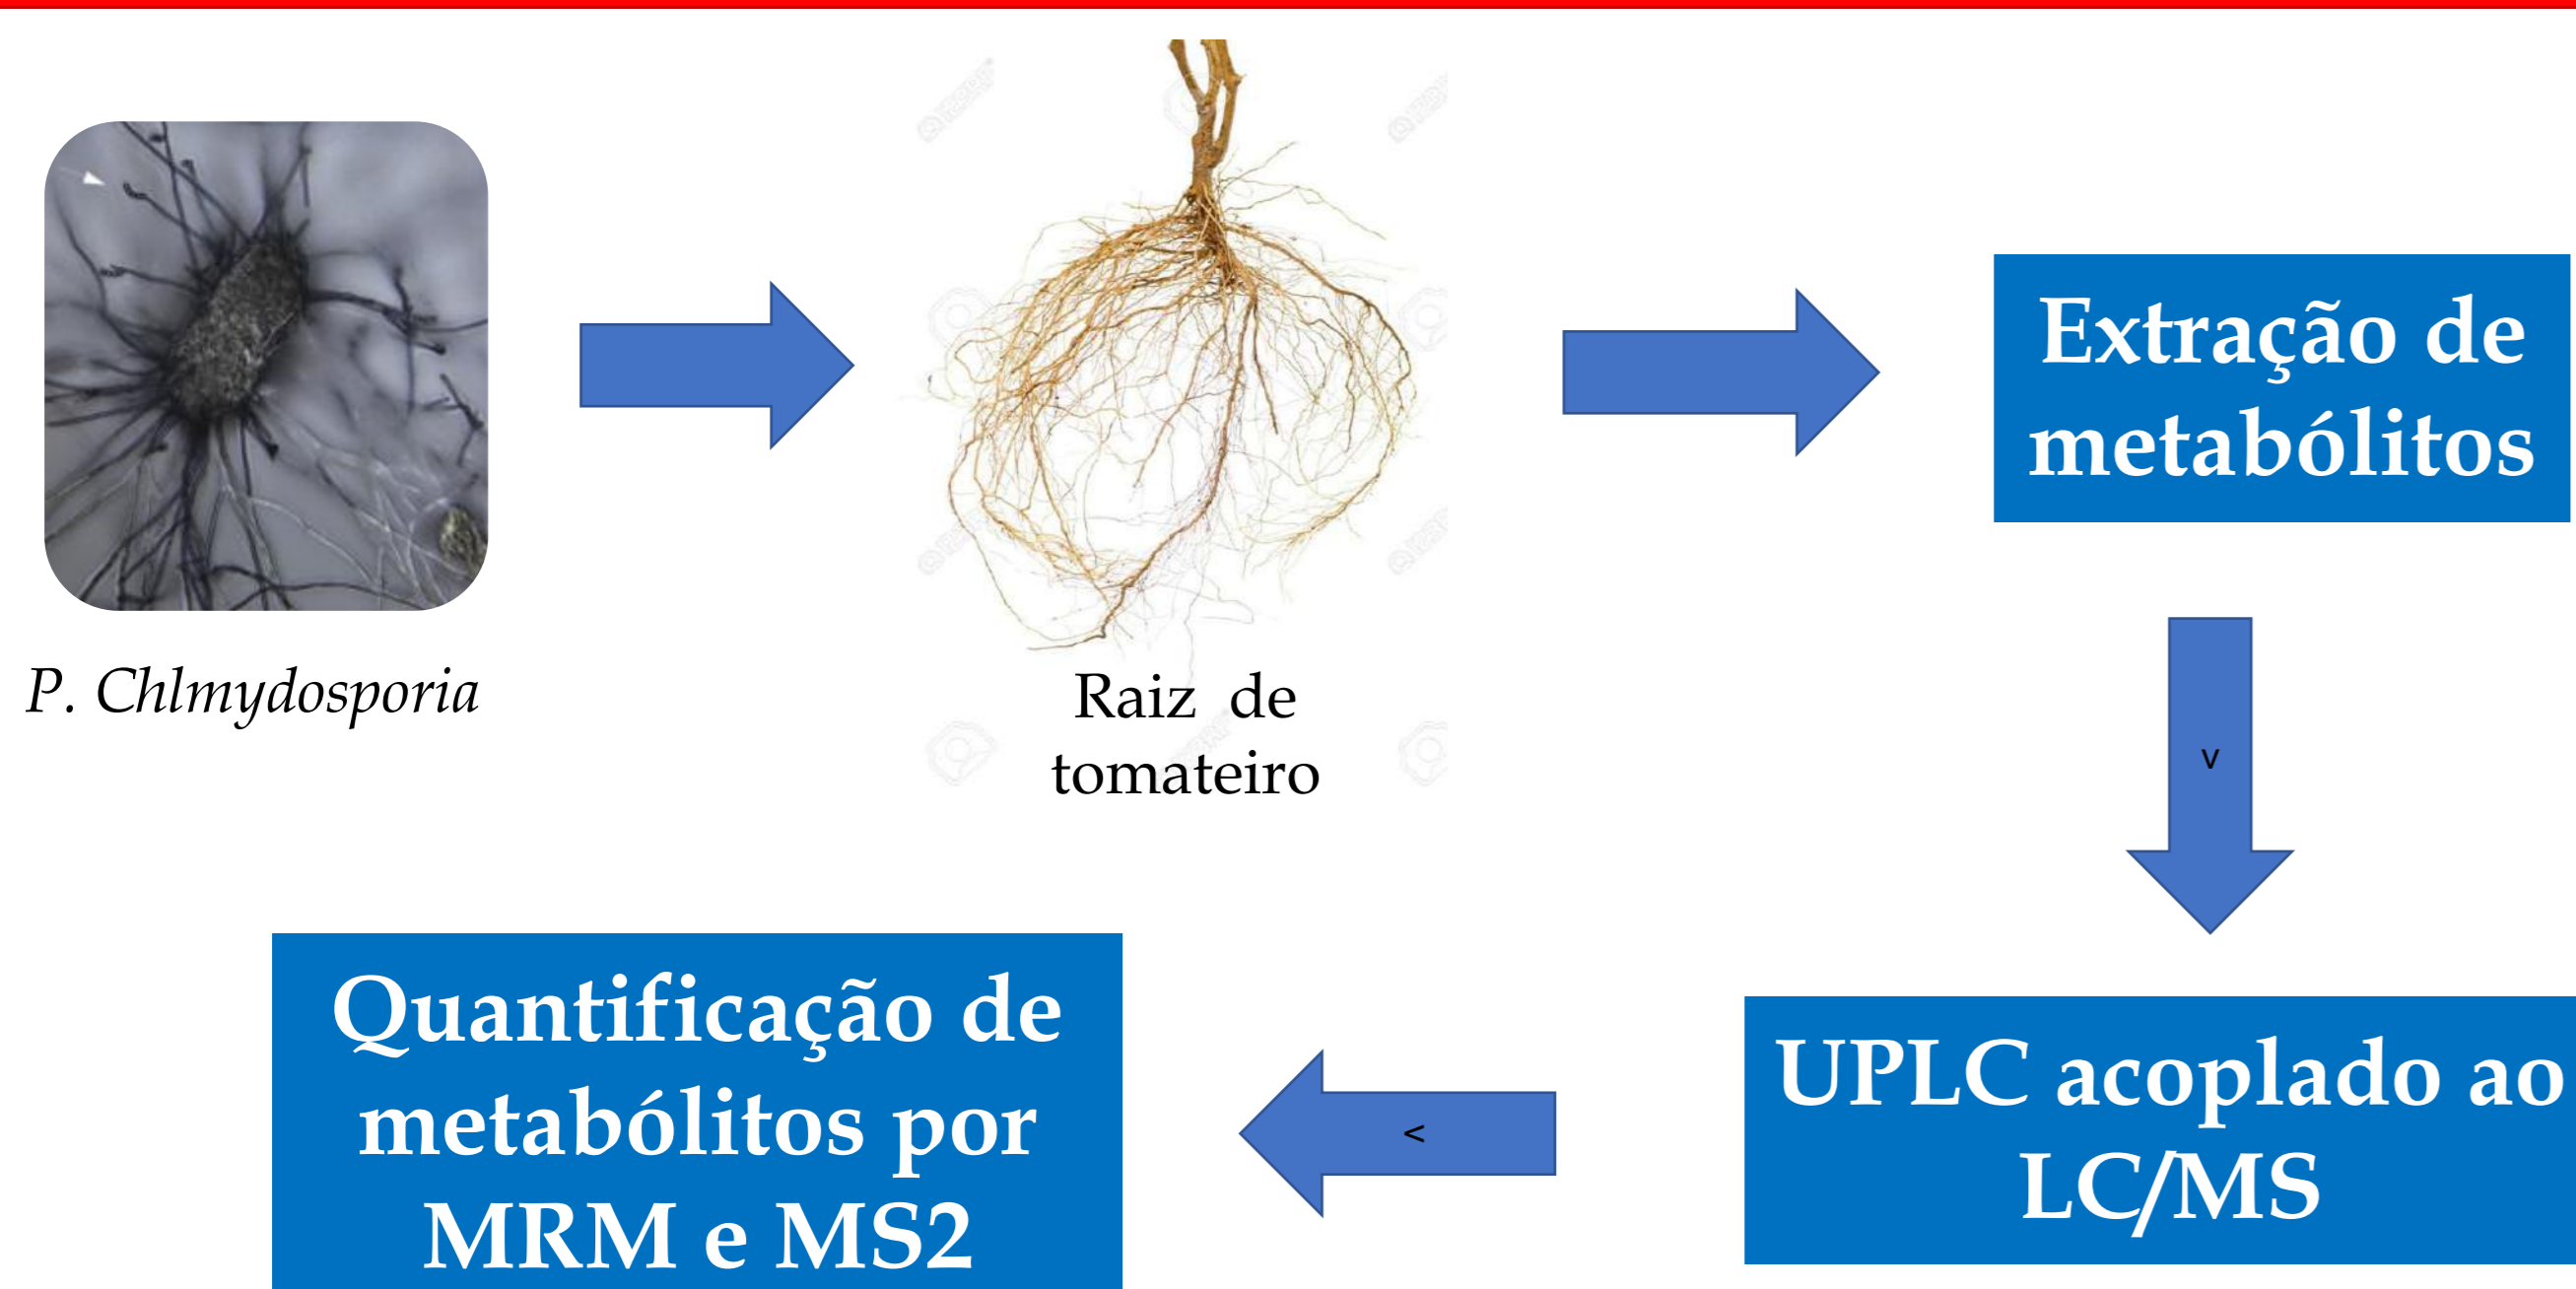 P. Chlmydosporia
Raiz de
tomateiro
Extração de
metabólitos
v
UPLC acoplado ao
LC/MS
<
Quantificação de
metabólitos por
MRM e MS2